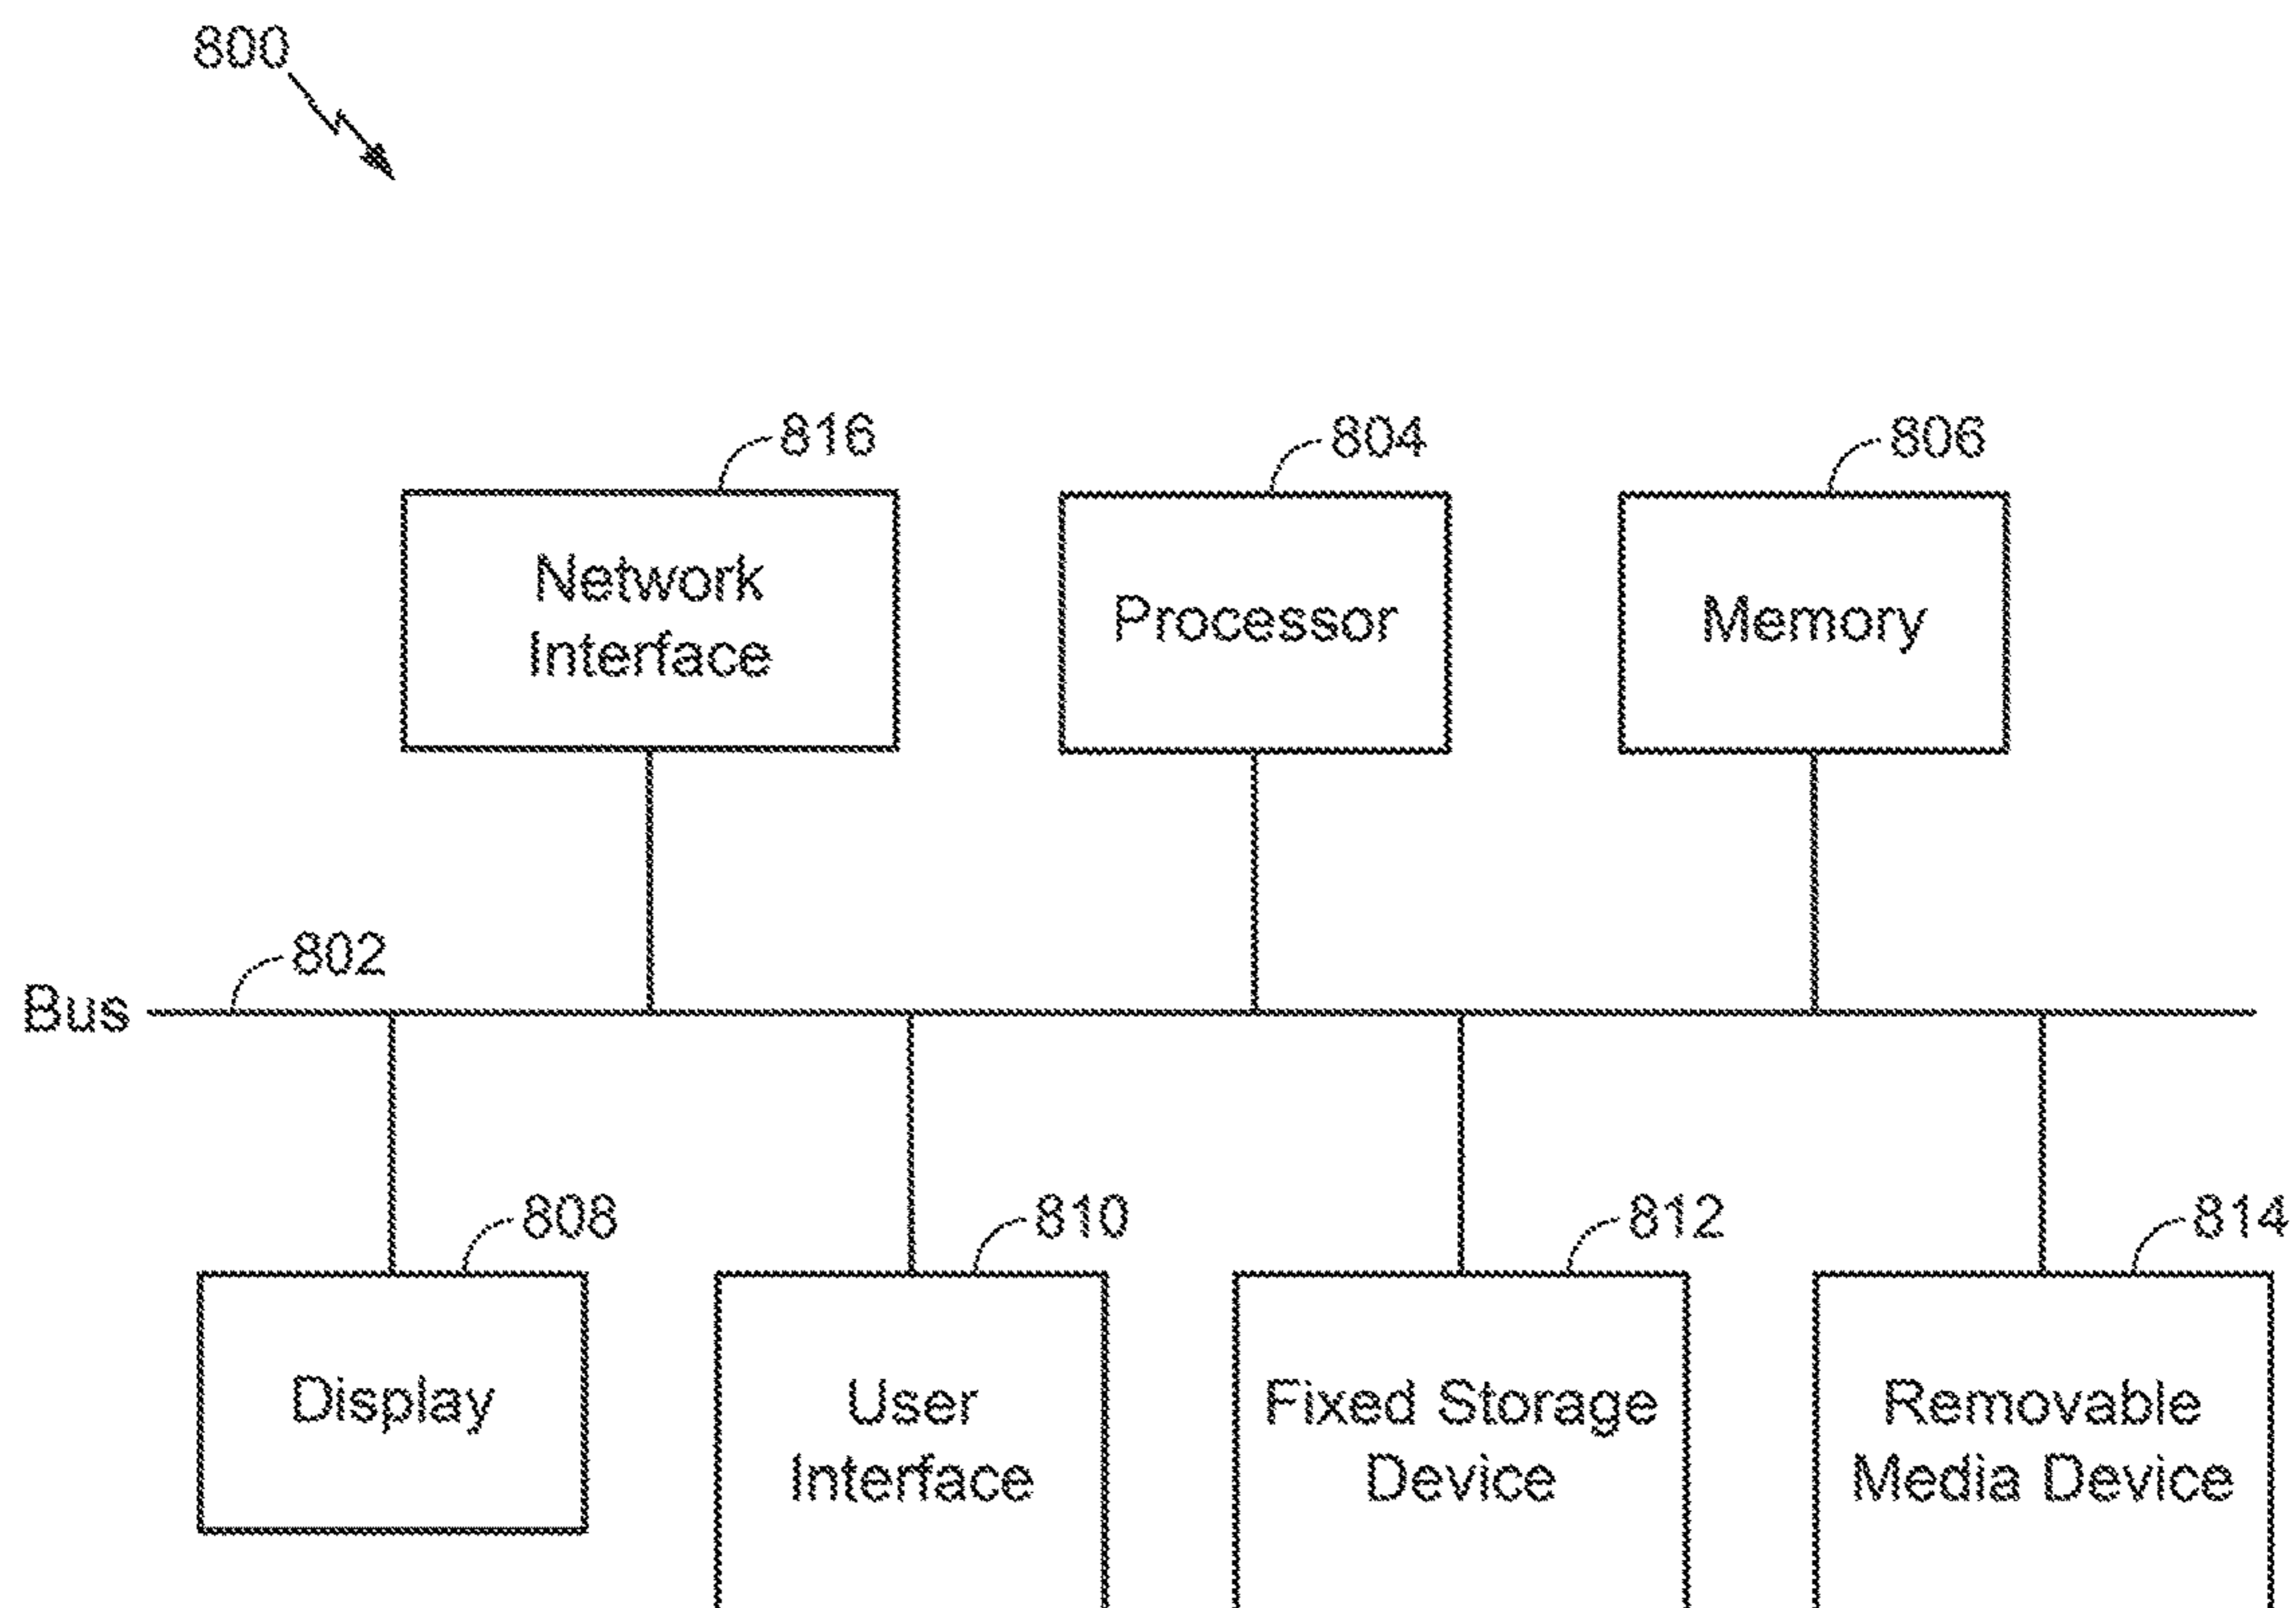 800
816
804
806
Network
Interface
Processor
Memory
802
Bus
808
810
812
814
Display
User
Interface
Fixed Storage
Device
Removable
Media Device